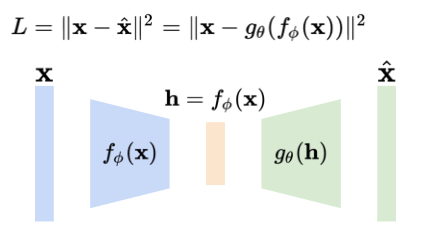 L = ‖x − x̂‖² = ‖x − g_θ(f_ϕ(x))‖²
x
x̂
h = f_ϕ(x)
f_ϕ(x)
g_θ(h)